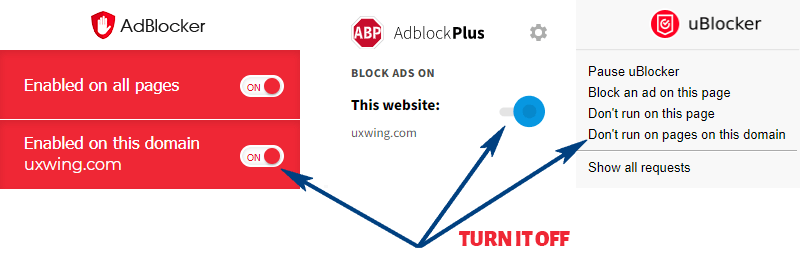 AdBlocker
Enabled on all pages
ON
Enabled on this domain
uxwing.com
ON
ABP
AdblockPlus
BLOCK ADS ON
This website:
uxwing.com
uBlocker
Pause uBlocker
Block an ad on this page
Don't run on this page
Don't run on pages on this domain
Show all requests
TURN IT OFF